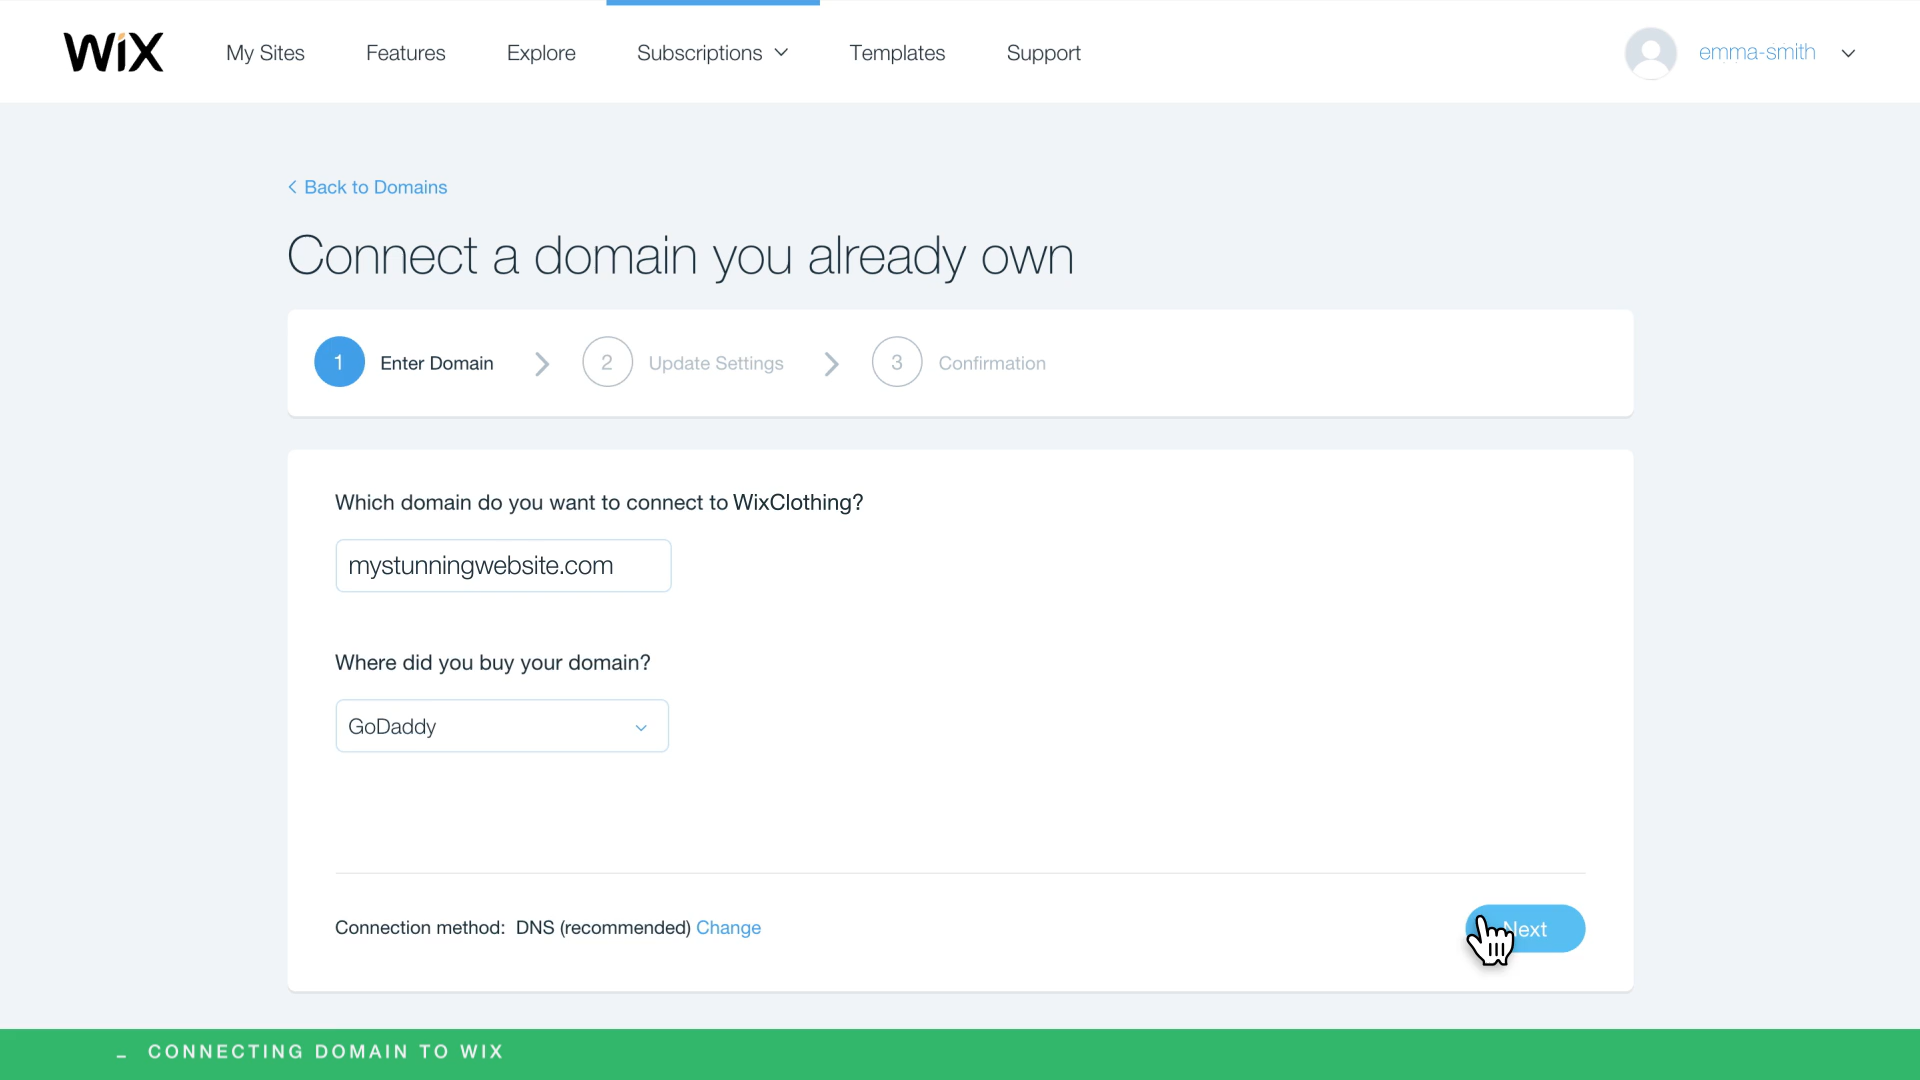 WiX
My Sites
Features
Explore
Subscriptions
Templates
Support
emma-smith
Back to Domains
Connect a domain you already own
1 Enter Domain
2 Update Settings
3 Confirmation
Which domain do you want to connect to WixClothing?
mystunningwebsite.com
Where did you buy your domain?
GoDaddy
Connection method: DNS (recommended) Change
Next
CONNECTING DOMAIN TO WIX